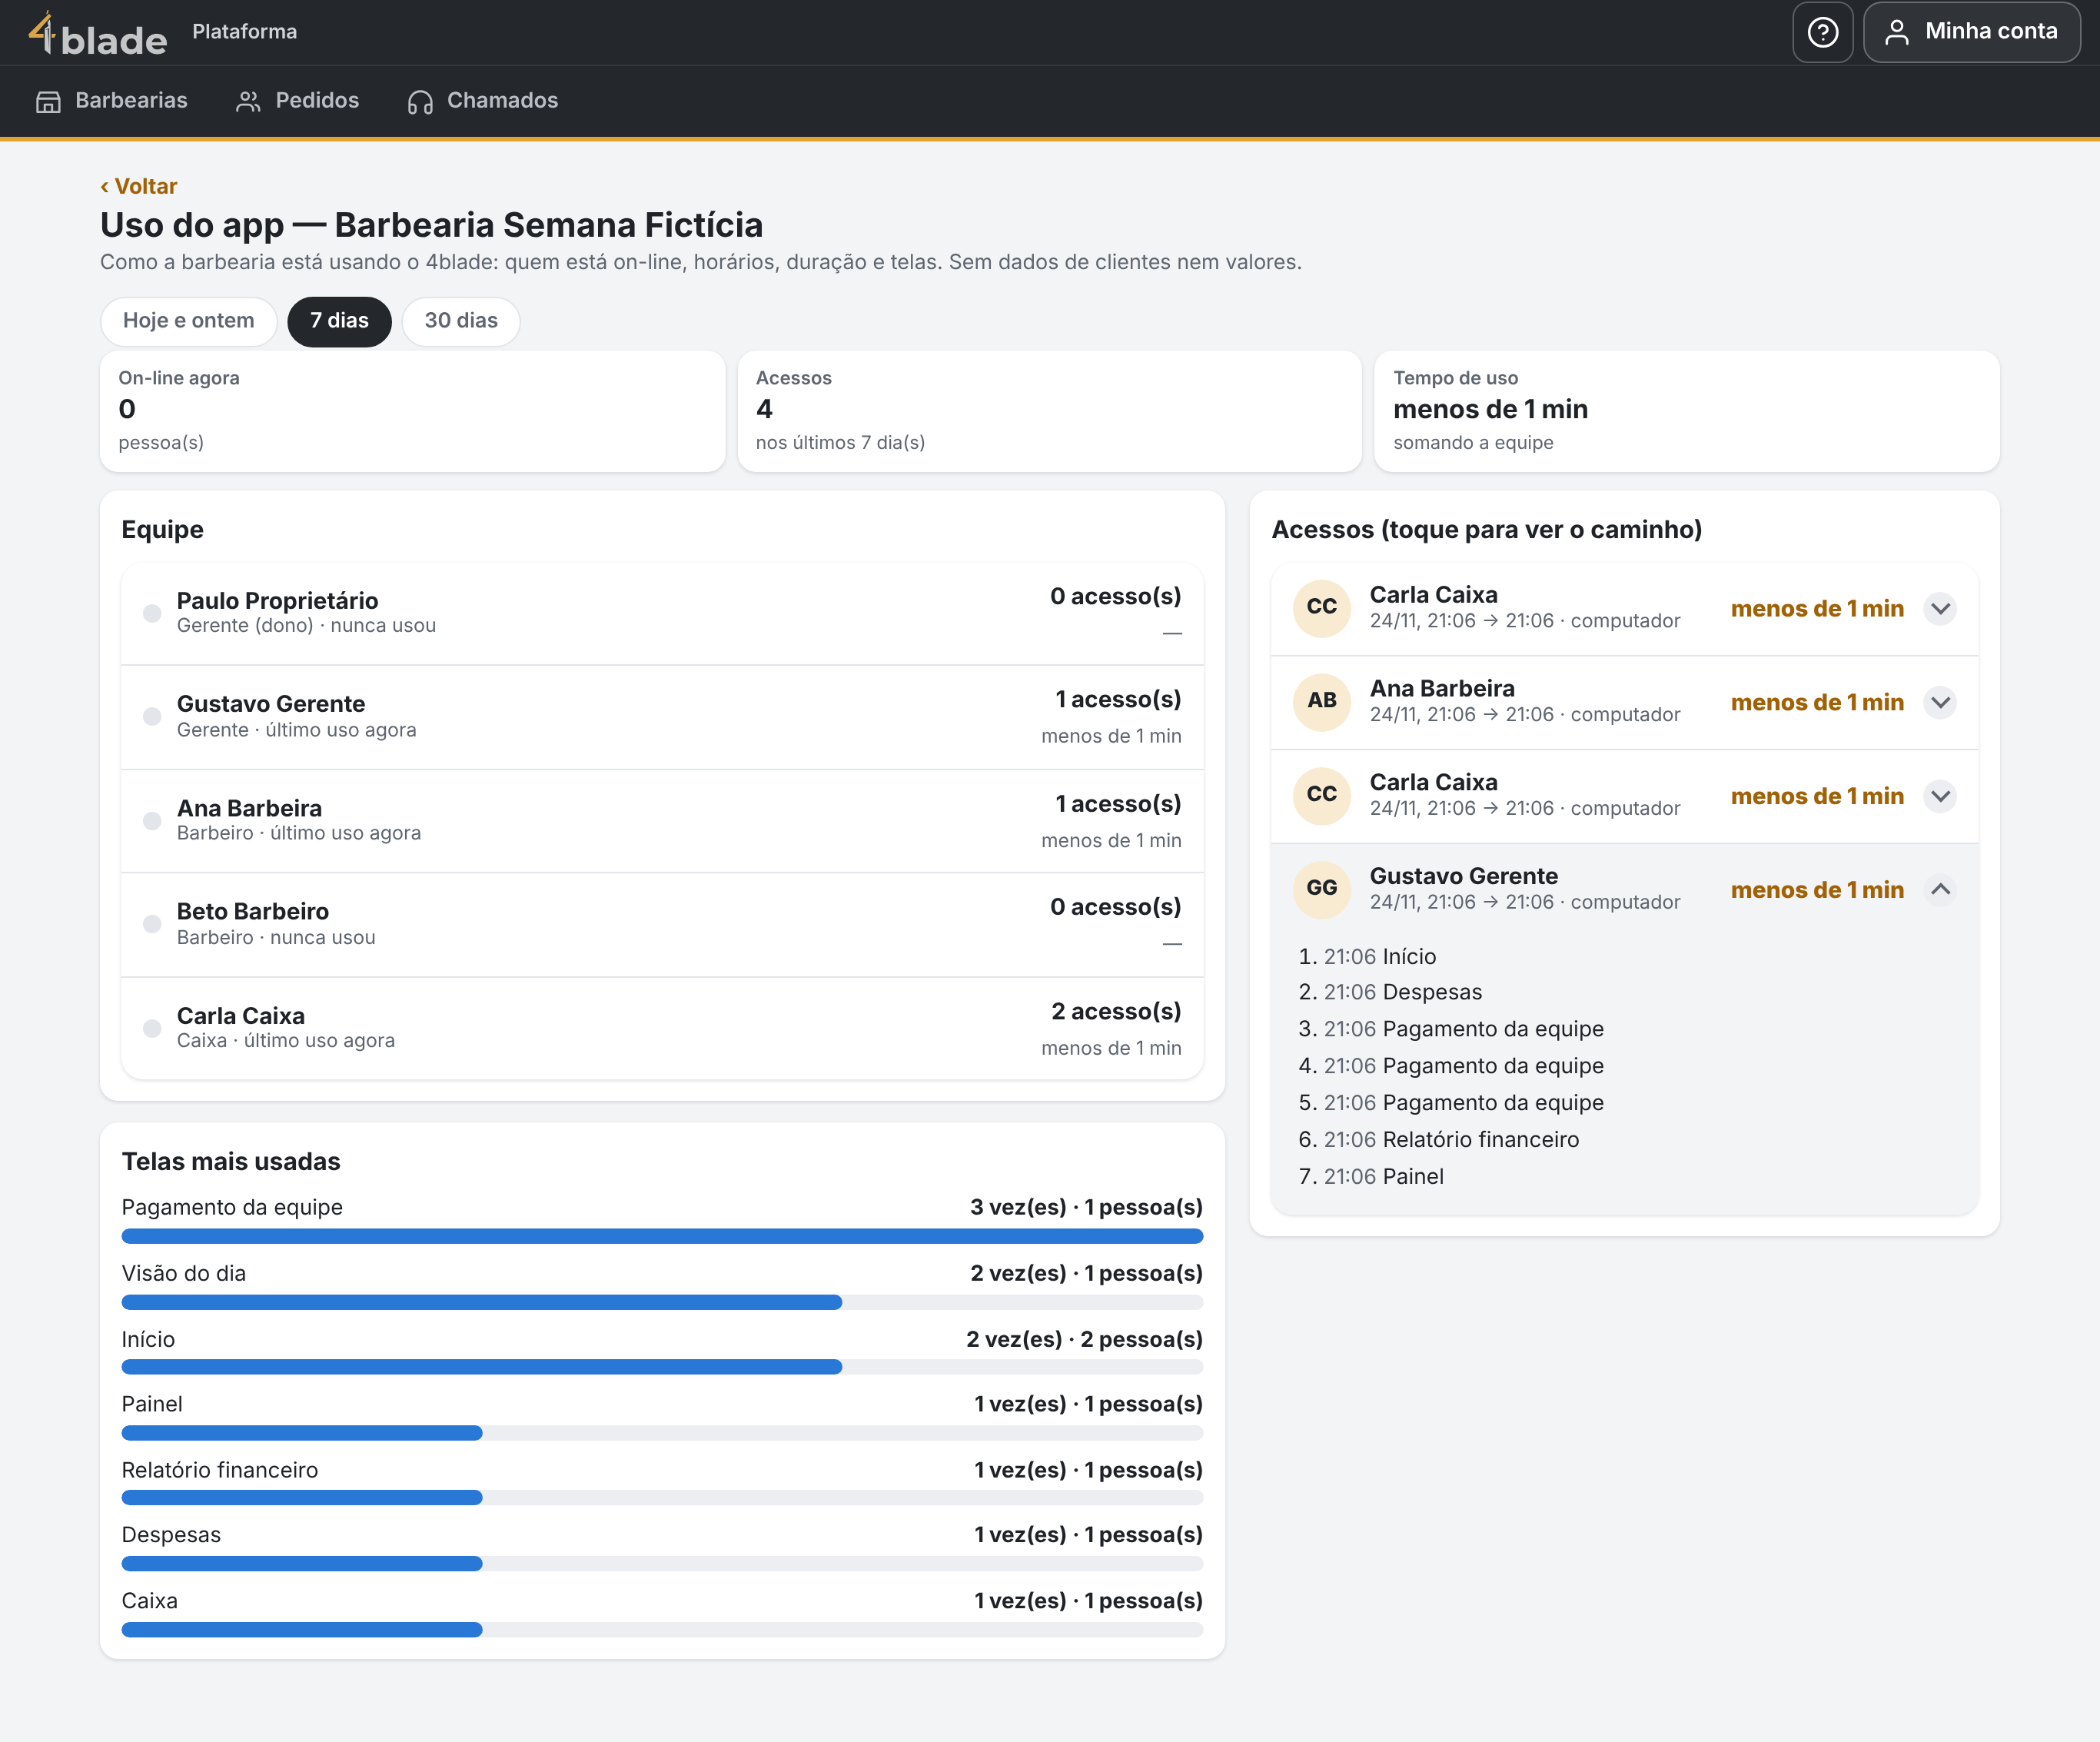 4blade
Plataforma
Minha conta
Barbearias
Pedidos
Chamados
‹ Voltar
Uso do app — Barbearia Semana Fictícia
Como a barbearia está usando o 4blade: quem está on-line, horários, duração e telas. Sem dados de clientes nem valores.
Hoje e ontem
7 dias
30 dias
On-line agora
0
pessoa(s)
Acessos
4
nos últimos 7 dia(s)
Tempo de uso
menos de 1 min
somando a equipe
Equipe
Paulo Proprietário
Gerente (dono) · nunca usou
0 acesso(s)
—
Gustavo Gerente
Gerente · último uso agora
1 acesso(s)
menos de 1 min
Ana Barbeira
Barbeiro · último uso agora
1 acesso(s)
menos de 1 min
Beto Barbeiro
Barbeiro · nunca usou
0 acesso(s)
—
Carla Caixa
Caixa · último uso agora
2 acesso(s)
menos de 1 min
Telas mais usadas
Pagamento da equipe
3 vez(es) · 1 pessoa(s)
Visão do dia
2 vez(es) · 1 pessoa(s)
Início
2 vez(es) · 2 pessoa(s)
Painel
1 vez(es) · 1 pessoa(s)
Relatório financeiro
1 vez(es) · 1 pessoa(s)
Despesas
1 vez(es) · 1 pessoa(s)
Caixa
1 vez(es) · 1 pessoa(s)
Acessos (toque para ver o caminho)
CC
Carla Caixa
24/11, 21:06 → 21:06 · computador
menos de 1 min
AB
Ana Barbeira
24/11, 21:06 → 21:06 · computador
menos de 1 min
CC
Carla Caixa
24/11, 21:06 → 21:06 · computador
menos de 1 min
GG
Gustavo Gerente
24/11, 21:06 → 21:06 · computador
menos de 1 min
1. 21:06 Início
2. 21:06 Despesas
3. 21:06 Pagamento da equipe
4. 21:06 Pagamento da equipe
5. 21:06 Pagamento da equipe
6. 21:06 Relatório financeiro
7. 21:06 Painel